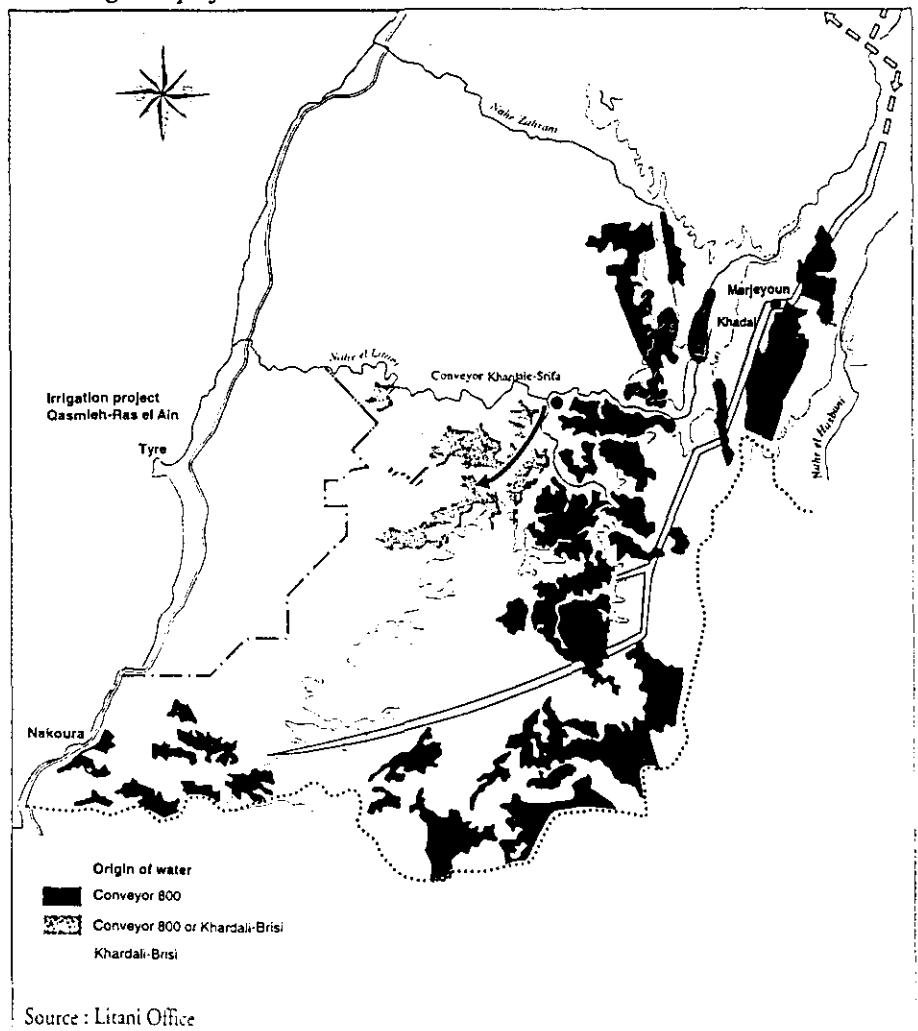 Nahr Zahrani
Merjeyoun
Khadal
Nahr el Litani
Conveyor Khardale-Srifa
Irrigation project
Qasmieh-Ras el Ain
Tyre
Nahr el Hasbani
Nakoura
Origin of water
Conveyor 800
Conveyor 800 or Khardali-Brisi
Khardali-Brisi
Source : Litani Office